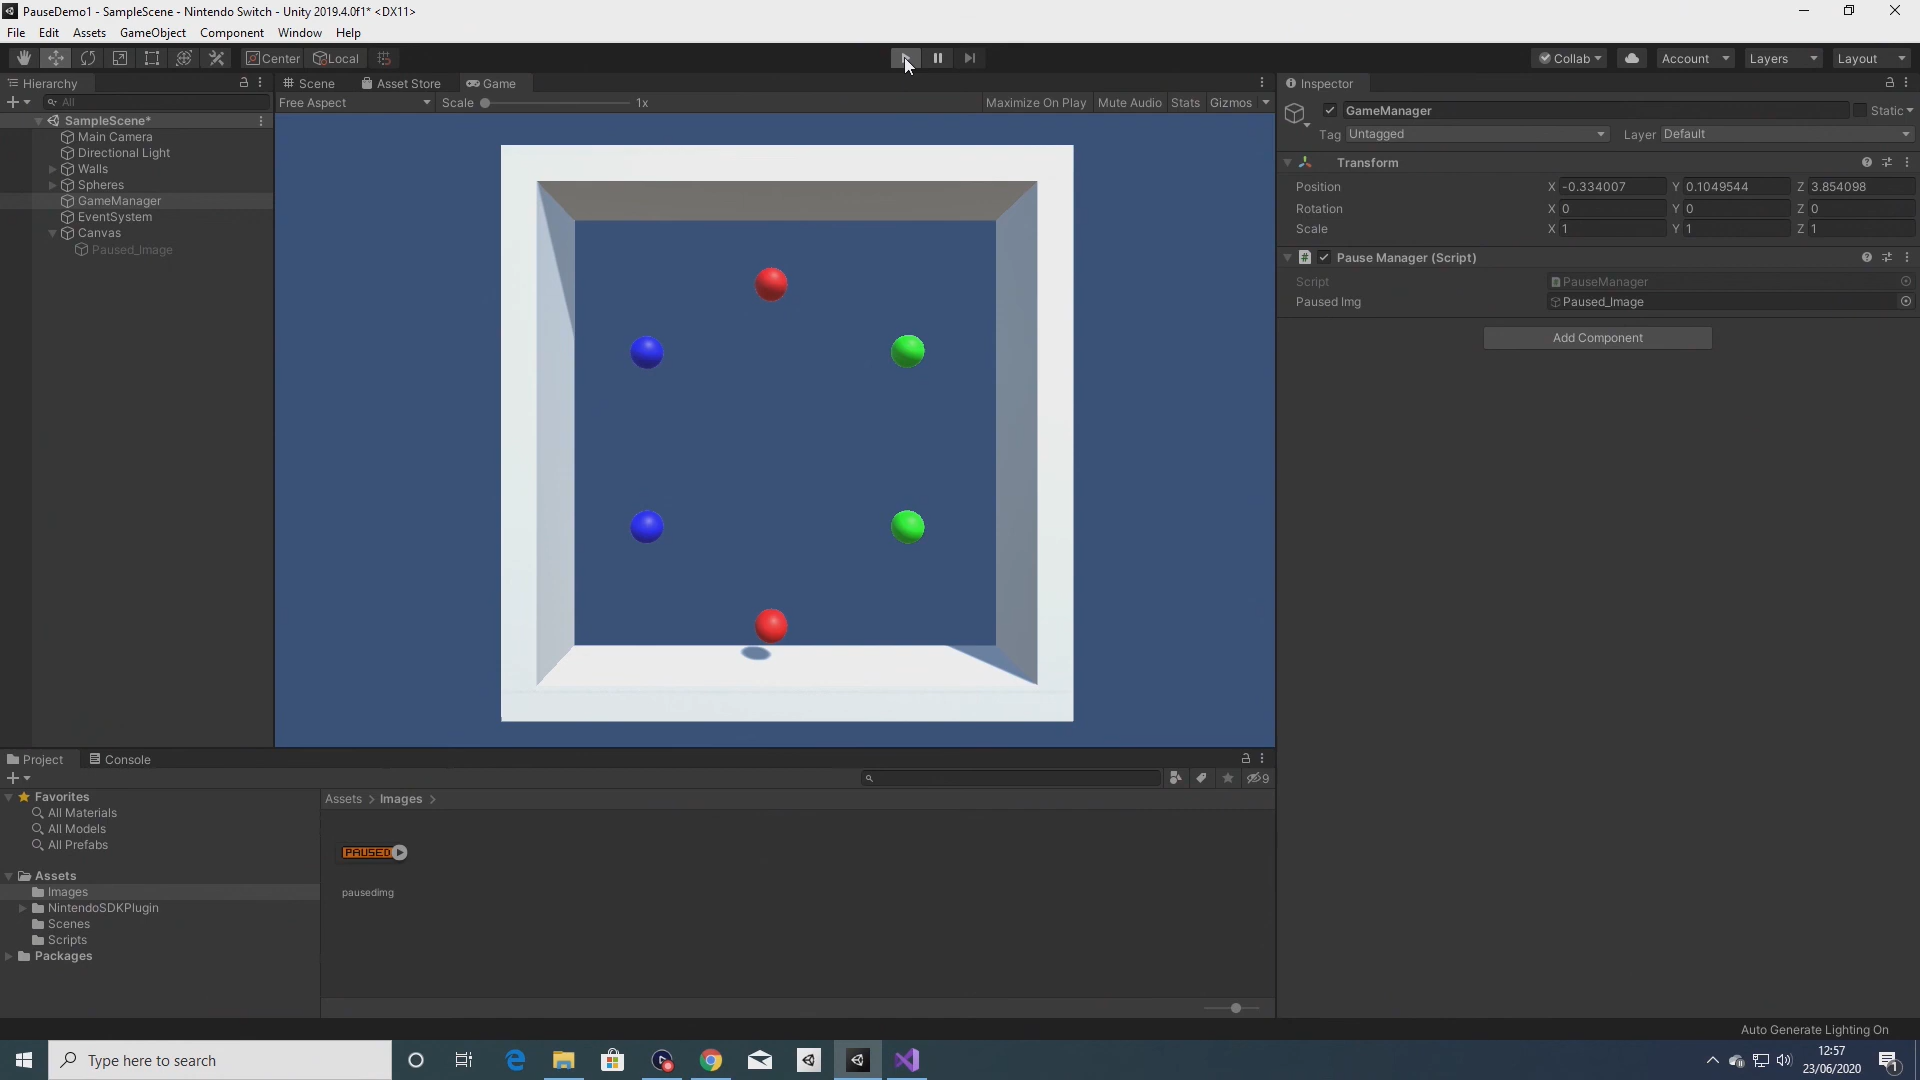 PauseDemo1 - SampleScene - Nintendo Switch - Unity 2019.4.0f1* <DX11>
File Edit Assets GameObject Component Window Help
Center Local Collab Account Layers Layout
Hierarchy Scene Asset Store Game Inspector
All Free Aspect Scale 1x Maximize On Play Mute Audio Stats Gizmos
GameManager Static
SampleScene*
Tag Untagged Layer Default
Main Camera
Directional Light
Walls
Spheres
GameManager
EventSystem
Canvas
Paused_Image
Transform
Position X -0.334007 Y 0.1049544 Z 3.854098
Rotation X 0 Y 0 Z 0
Scale X 1 Y 1 Z 1
# Pause Manager (Script)
Script PauseManager
Paused Img Paused_Image
Add Component
Project Console
9
Favorites
All Materials
All Models
All Prefabs
Assets
Images
NintendoSDKPlugin
Scenes
Scripts
Packages
Assets > Images >
PAUSED
pausedimg
Auto Generate Lighting On
Type here to search
12:57
23/06/2020
1